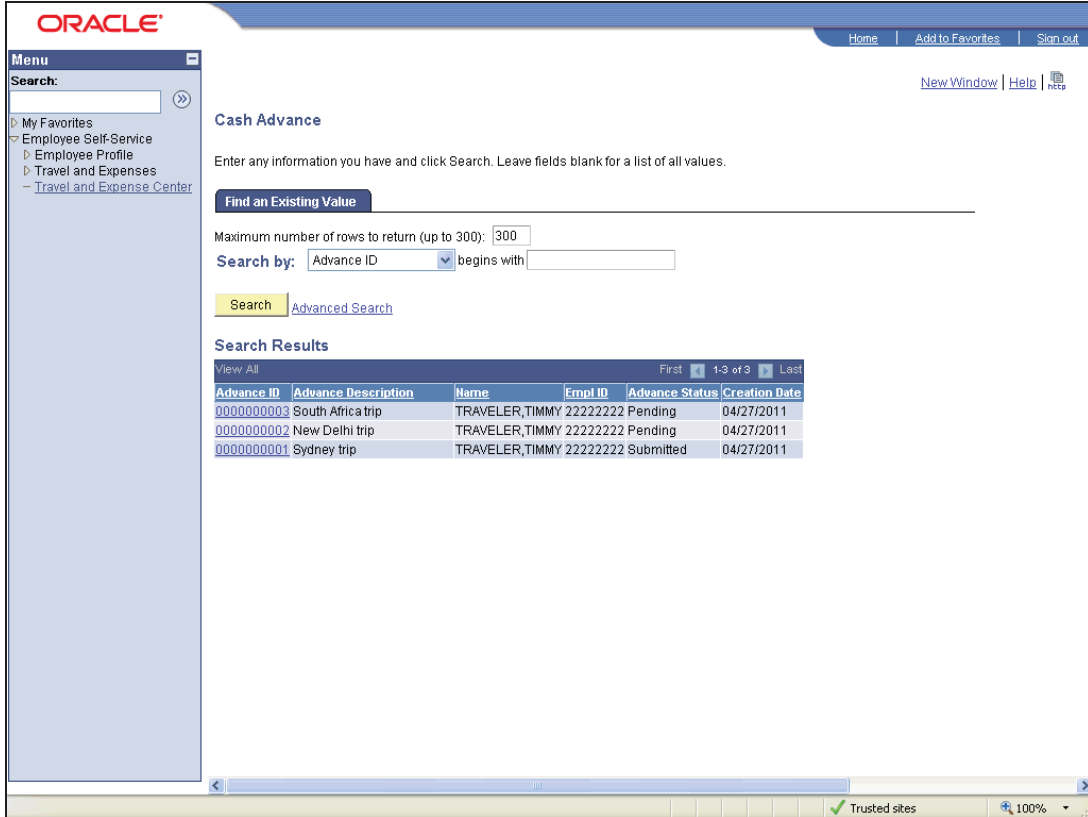 ORACLE'
Home | Add to Favorites | Sign out
Menu
Search:
New Window | Help | http
My Favorites
Employee Self-Service
Employee Profile
Travel and Expenses
Travel and Expense Center
Cash Advance
Enter any information you have and click Search. Leave fields blank for a list of all values.
Find an Existing Value
Maximum number of rows to return (up to 300): 300
Search by: Advance ID begins with
Search Advanced Search
Search Results
View All First 1-3 of 3 Last
Advance ID Advance Description Name Empl ID Advance Status Creation Date
0000000003 South Africa trip TRAVELER,TIMMY 22222222 Pending 04/27/2011
0000000002 New Delhi trip TRAVELER,TIMMY 22222222 Pending 04/27/2011
0000000001 Sydney trip TRAVELER,TIMMY 22222222 Submitted 04/27/2011
Trusted sites 100%